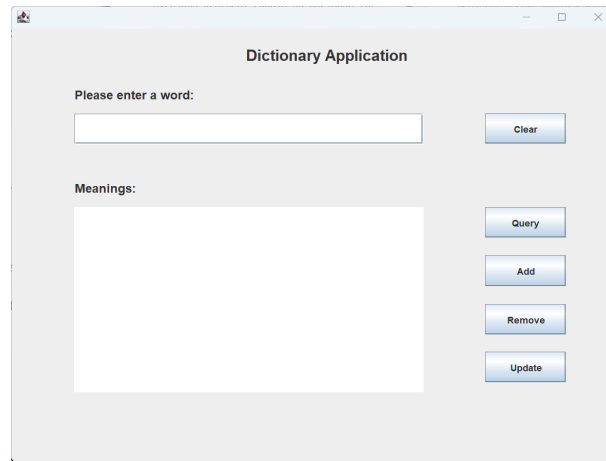 Dictionary Application
Please enter a word:
Clear
Meanings:
Query
Add
Remove
Update